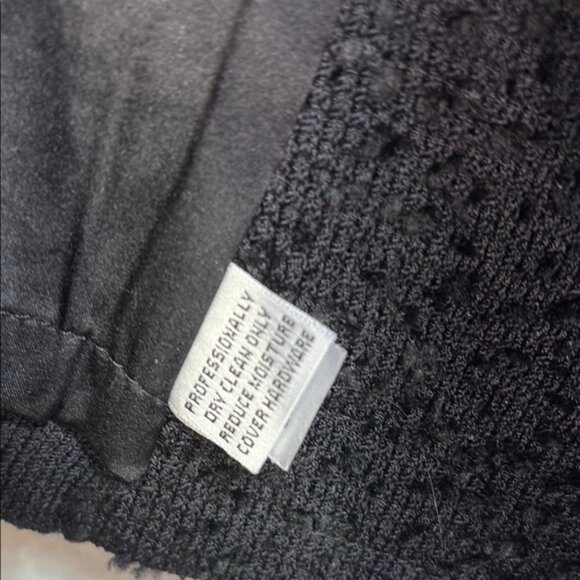 PROFESSIONALLY
DRY CLEAN ONLY
REDUCE MOISTURE
COVER HARDWARE